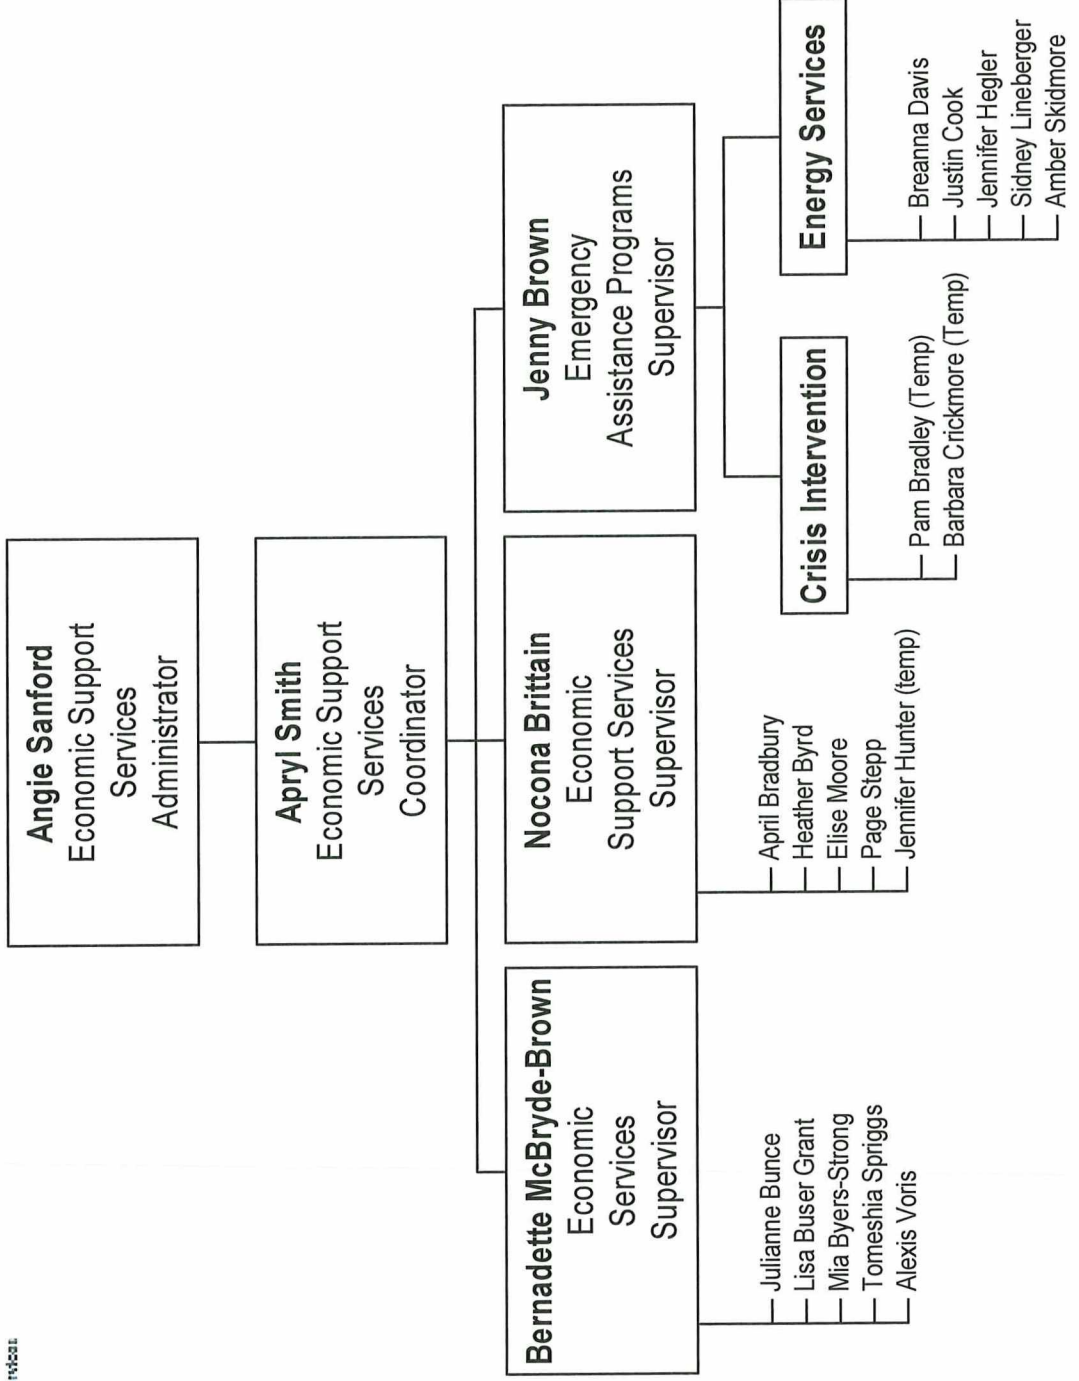 Angie Sanford
Economic Support
Services
Administrator
Apryl Smith
Economic Support
Services
Coordinator
Bernadette McBryde-Brown
Economic
Services
Supervisor
Julianne Bunce
Lisa Buser Grant
Mia Byers-Strong
Tomeshia Spriggs
Alexis Voris
Nocona Brittain
Economic
Support Services
Supervisor
April Bradbury
Heather Byrd
Elise Moore
Page Stepp
Jennifer Hunter (temp)
Jenny Brown
Emergency
Assistance Programs
Supervisor
Crisis Intervention
Pam Bradley (Temp)
Barbara Crickmore (Temp)
Energy Services
Breanna Davis
Justin Cook
Jennifer Hegler
Sidney Lineberger
Amber Skidmore